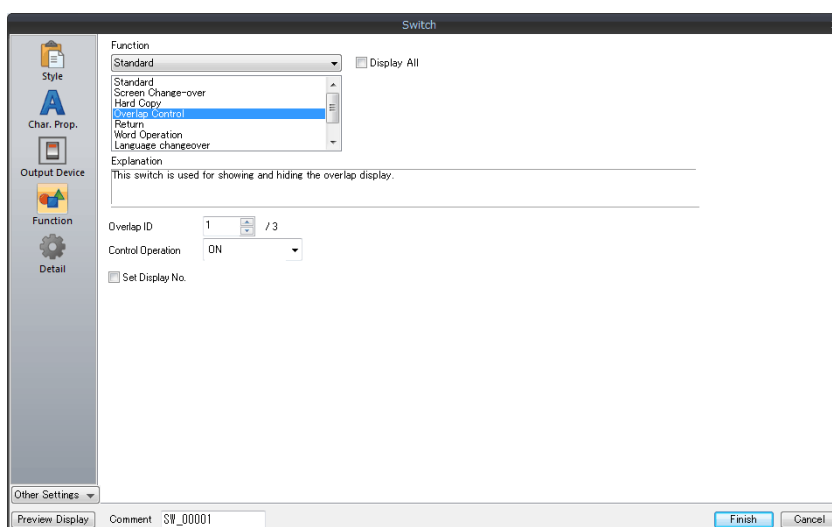 Switch
Style
Char. Prop.
Output Device
Function
Detail
Other Settings
Function
Standard
Display All
Standard
Screen Change-over
Hard Copy
Overlap Control
Return
Word Operation
Language changeover
Explanation
This switch is used for showing and hiding the overlap display.
Overlap ID 1 / 3
Control Operation ON
Set Display No.
Preview Display Comment SW_00001 Finish Cancel